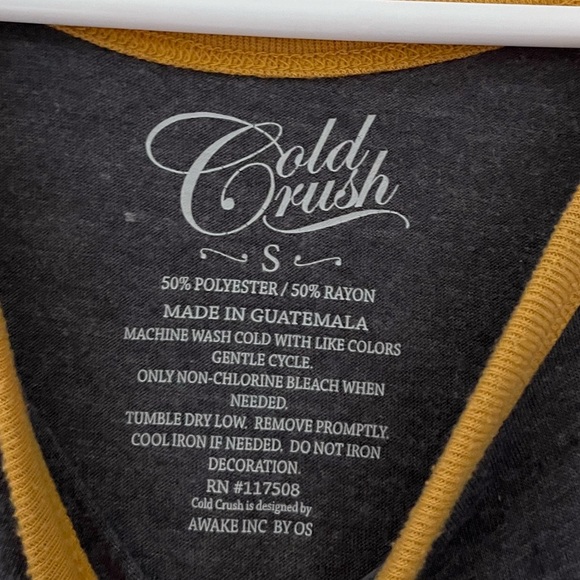 Cold
Crush
S
50% POLYESTER / 50% RAYON
MADE IN GUATEMALA
MACHINE WASH COLD WITH LIKE COLORS
GENTLE CYCLE.
ONLY NON-CHLORINE BLEACH WHEN
NEEDED.
TUMBLE DRY LOW. REMOVE PROMPTLY.
COOL IRON IF NEEDED. DO NOT IRON
DECORATION.
RN #117508
Cold Crush is designed by
AWAKE INC BY OS